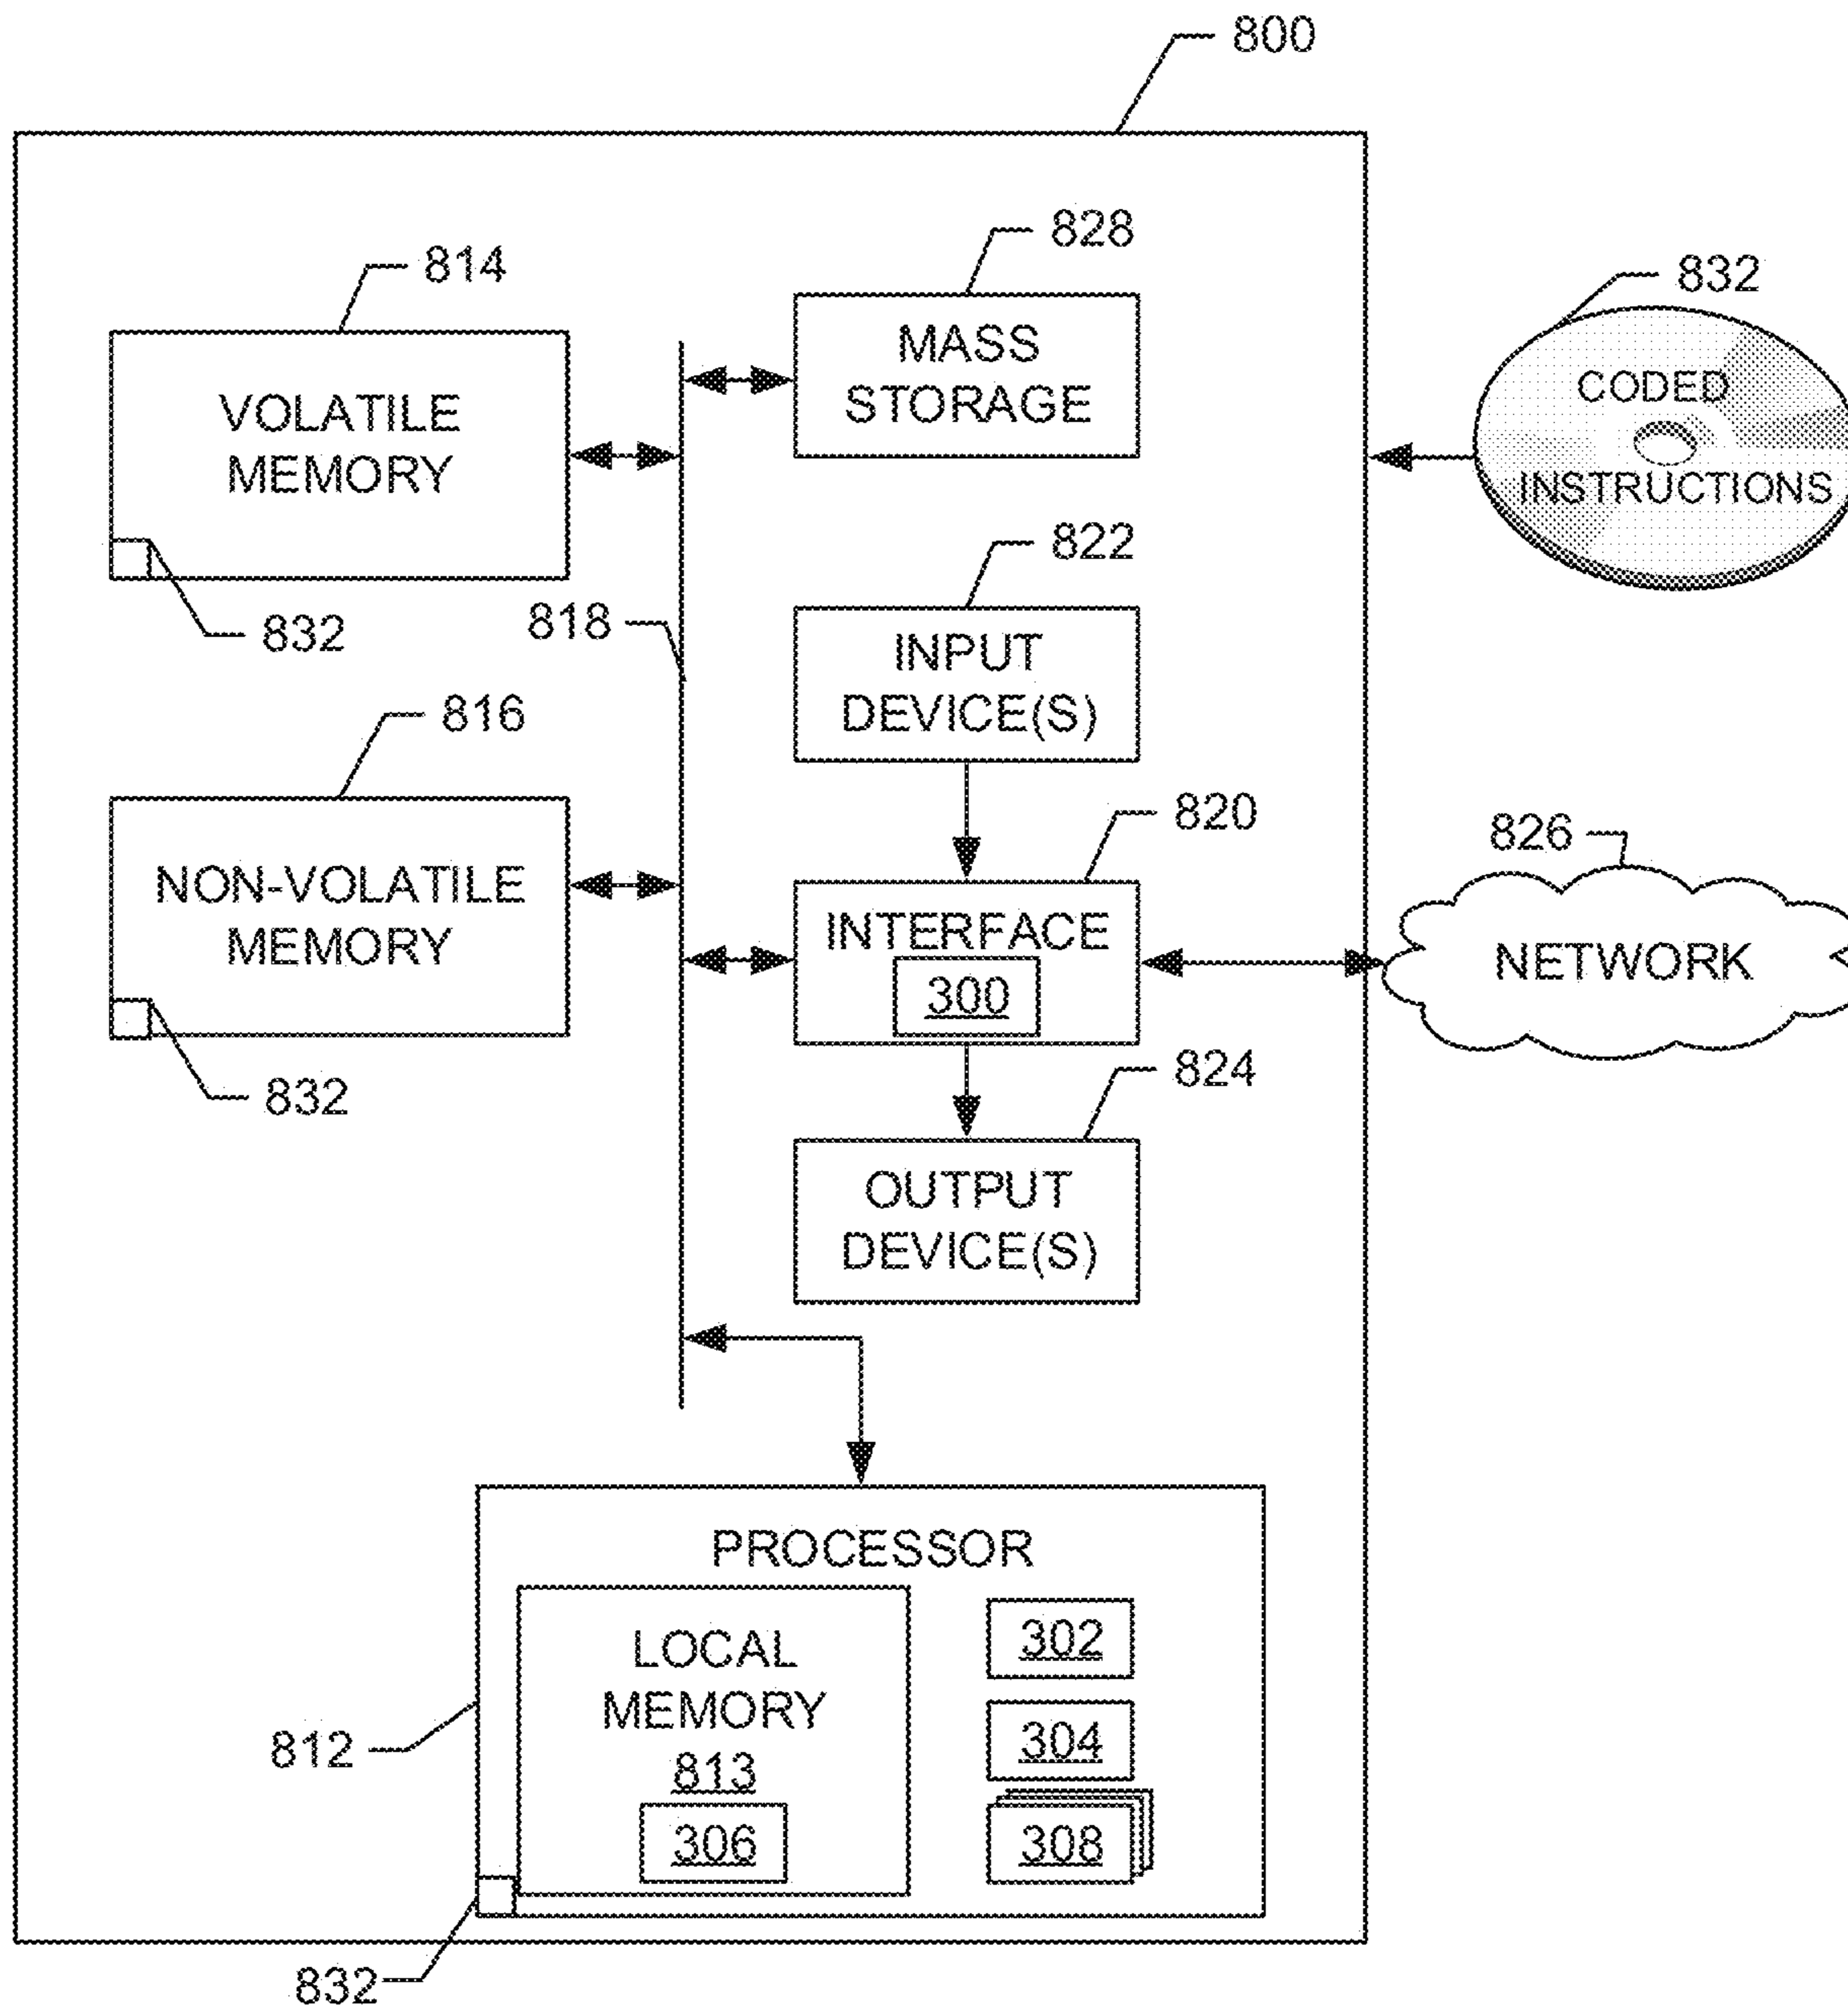 800
828
814
832
MASS
STORAGE
VOLATILE
MEMORY
CODED
INSTRUCTIONS
822
832
818
INPUT
DEVICE(S)
816
820
826
NON-VOLATILE
MEMORY
INTERFACE
300
NETWORK
832
824
OUTPUT
DEVICE(S)
PROCESSOR
LOCAL
MEMORY
813
306
302
304
308
812
832